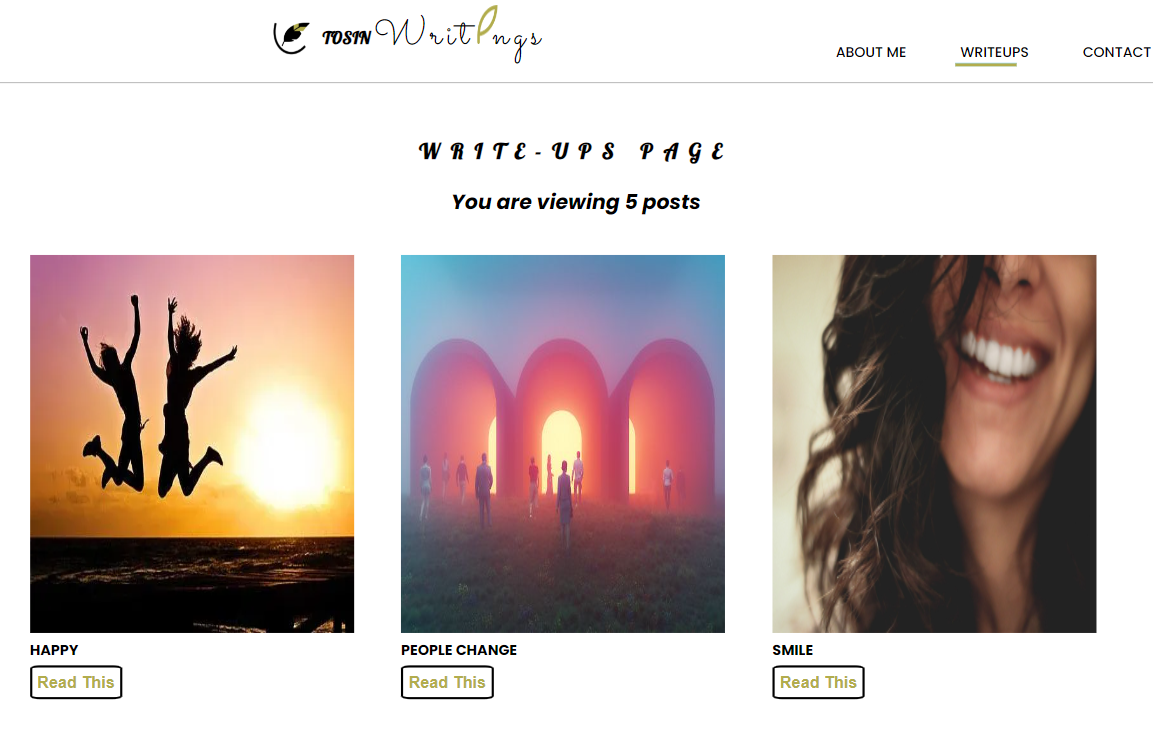 TOSIN Writings
ABOUT ME WRITEUPS CONTACT
WRITE-UPS PAGE
You are viewing 5 posts
HAPPY PEOPLE CHANGE SMILE
Read This Read This Read This